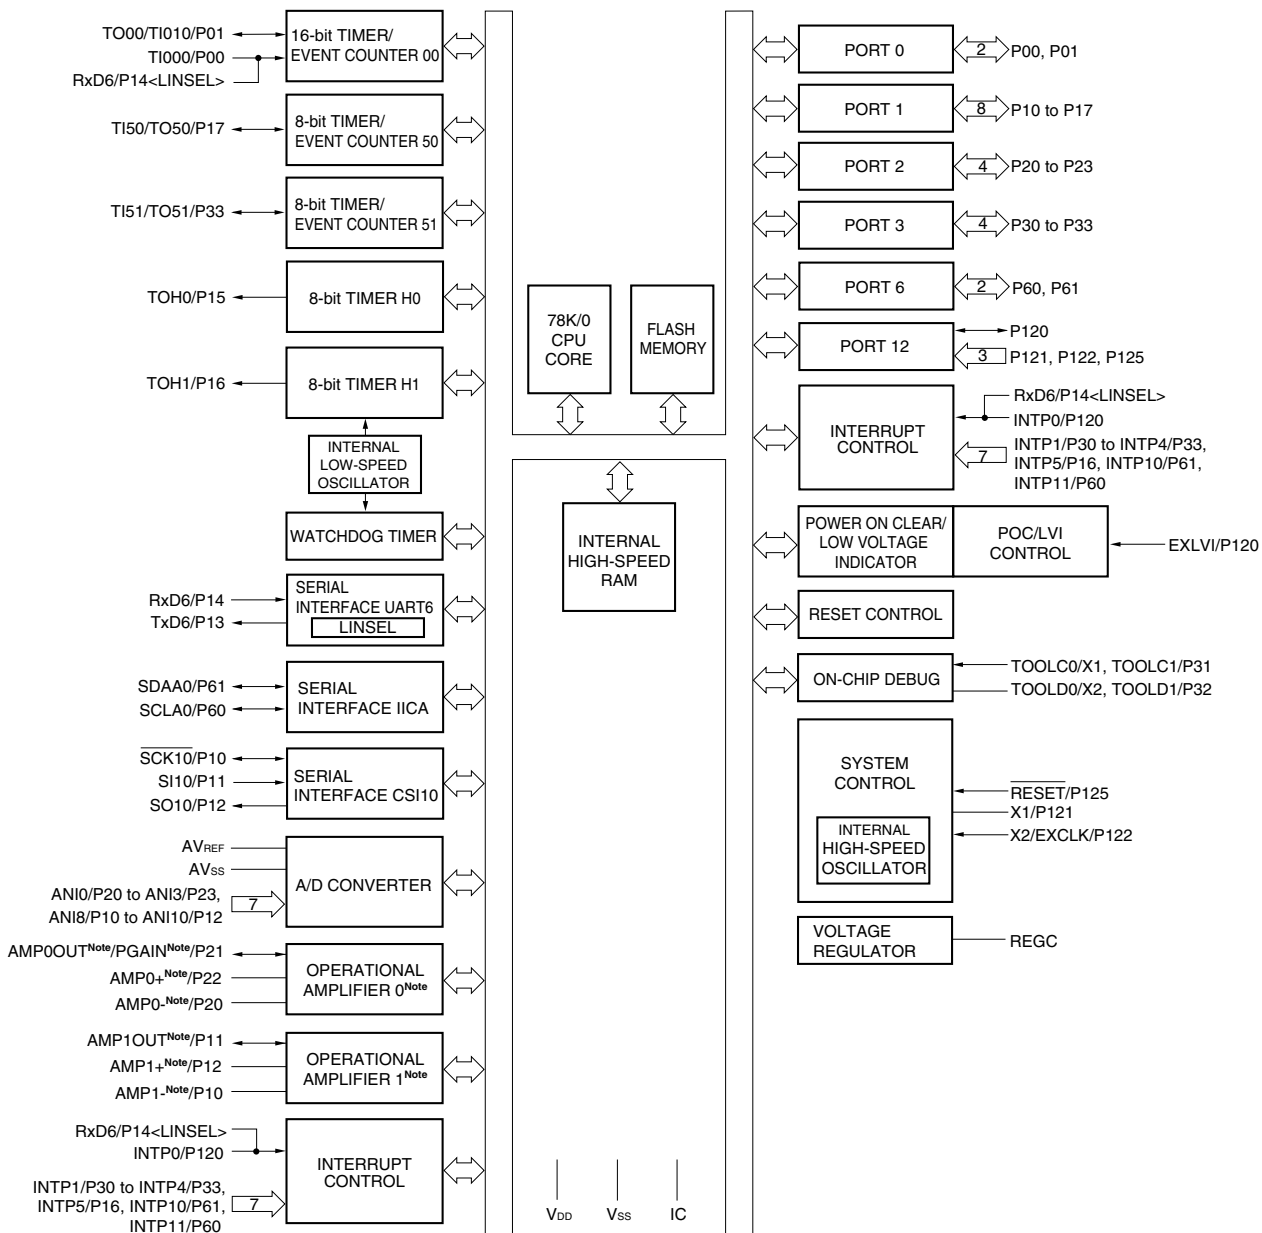 TO00/TI010/P01
TI000/P00
RxD6/P14<LINSEL>
16-bit TIMER/
EVENT COUNTER 00
TI50/TO50/P17
8-bit TIMER/
EVENT COUNTER 50
TI51/TO51/P33
8-bit TIMER/
EVENT COUNTER 51
TOH0/P15
8-bit TIMER H0
TOH1/P16
8-bit TIMER H1
INTERNAL
LOW-SPEED
OSCILLATOR
WATCHDOG TIMER
RxD6/P14
TxD6/P13
SERIAL
INTERFACE UART6
LINSEL
SDAA0/P61
SCLA0/P60
SERIAL
INTERFACE IICA
SCK10/P10
SI10/P11
SO10/P12
SERIAL
INTERFACE CSI10
AVREF
AVSS
ANI0/P20 to ANI3/P23,
ANI8/P10 to ANI10/P12
7
A/D CONVERTER
AMP0OUTNote/PGAINNote/P21
AMP0+Note/P22
AMP0-Note/P20
OPERATIONAL
AMPLIFIER 0Note
AMP1OUTNote/P11
AMP1+Note/P12
AMP1-Note/P10
OPERATIONAL
AMPLIFIER 1Note
RxD6/P14<LINSEL>
INTP0/P120
INTP1/P30 to INTP4/P33,
INTP5/P16, INTP10/P61,
INTP11/P60
7
INTERRUPT
CONTROL
78K/0
CPU
CORE
FLASH
MEMORY
INTERNAL
HIGH-SPEED
RAM
VDD
VSS
IC
PORT 0
2
P00, P01
PORT 1
8
P10 to P17
PORT 2
4
P20 to P23
PORT 3
4
P30 to P33
PORT 6
2
P60, P61
PORT 12
P120
3
P121, P122, P125
INTERRUPT
CONTROL
RxD6/P14<LINSEL>
INTP0/P120
7
INTP1/P30 to INTP4/P33,
INTP5/P16, INTP10/P61,
INTP11/P60
POWER ON CLEAR/
LOW VOLTAGE
INDICATOR
POC/LVI
CONTROL
EXLVI/P120
RESET CONTROL
ON-CHIP DEBUG
TOOLC0/X1, TOOLC1/P31
TOOLD0/X2, TOOLD1/P32
SYSTEM
CONTROL
INTERNAL
HIGH-SPEED
OSCILLATOR
RESET/P125
X1/P121
X2/EXCLK/P122
VOLTAGE
REGULATOR
REGC